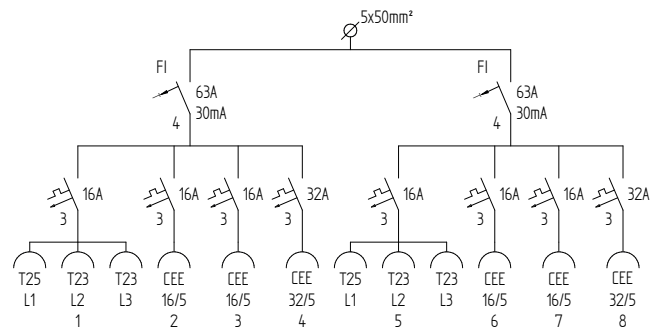 5x50mm²
FI 63A FI 63A
30mA 30mA
4 4
16A 16A 16A 32A 16A 16A 16A 32A
3 3 3 3 3 3 3 3
T25 T23 T23 CEE CEE CEE T25 T23 T23 CEE CEE CEE
L1 L2 L3 16/5 16/5 32/5 L1 L2 L3 16/5 16/5 32/5
1 2 3 4 5 6 7 8